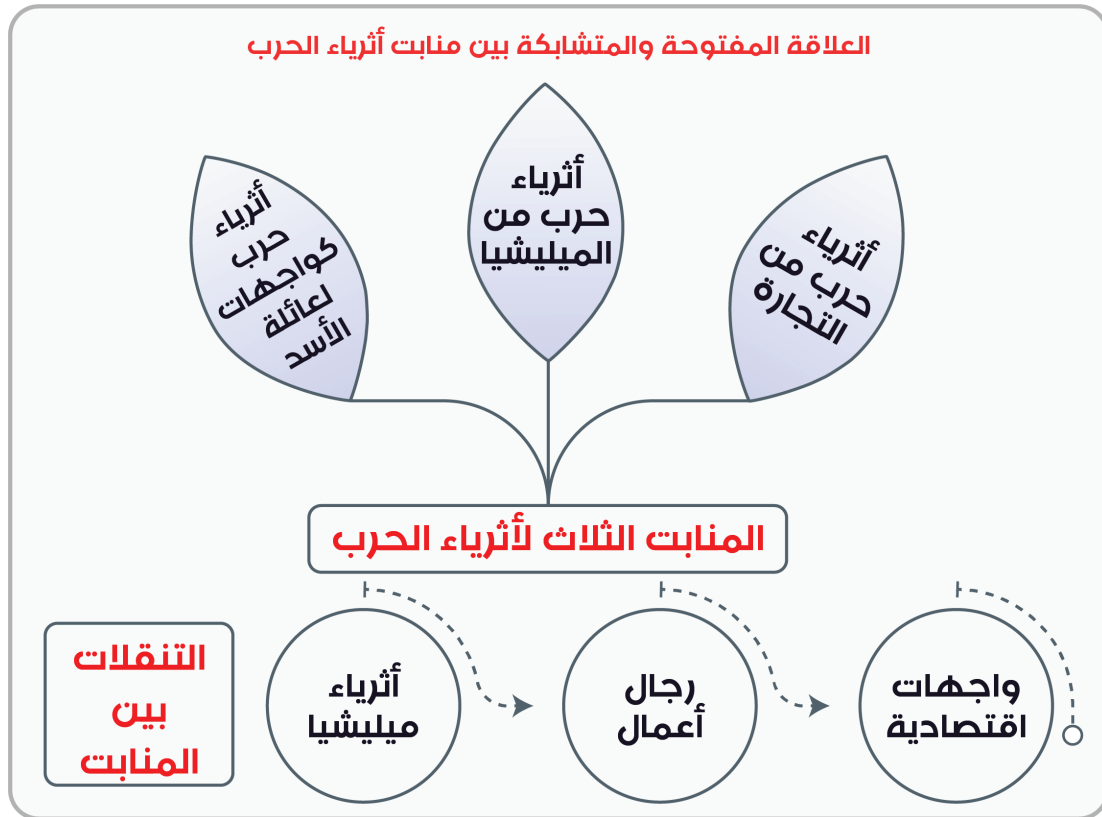 العلاقة المفتوحة والمتشابكة بين منابت أثرياء الحرب
أثرياء
حرب من
التجارة
أثرياء
حرب من
الميليشيا
أثرياء
حرب
كواجهات
لعائلة
الأسد
المنابت الثلاث لأثرياء الحرب
التنقلات
بين
المنابت
أثرياء
ميليشيا
رجال
أعمال
واجهات
اقتصادية